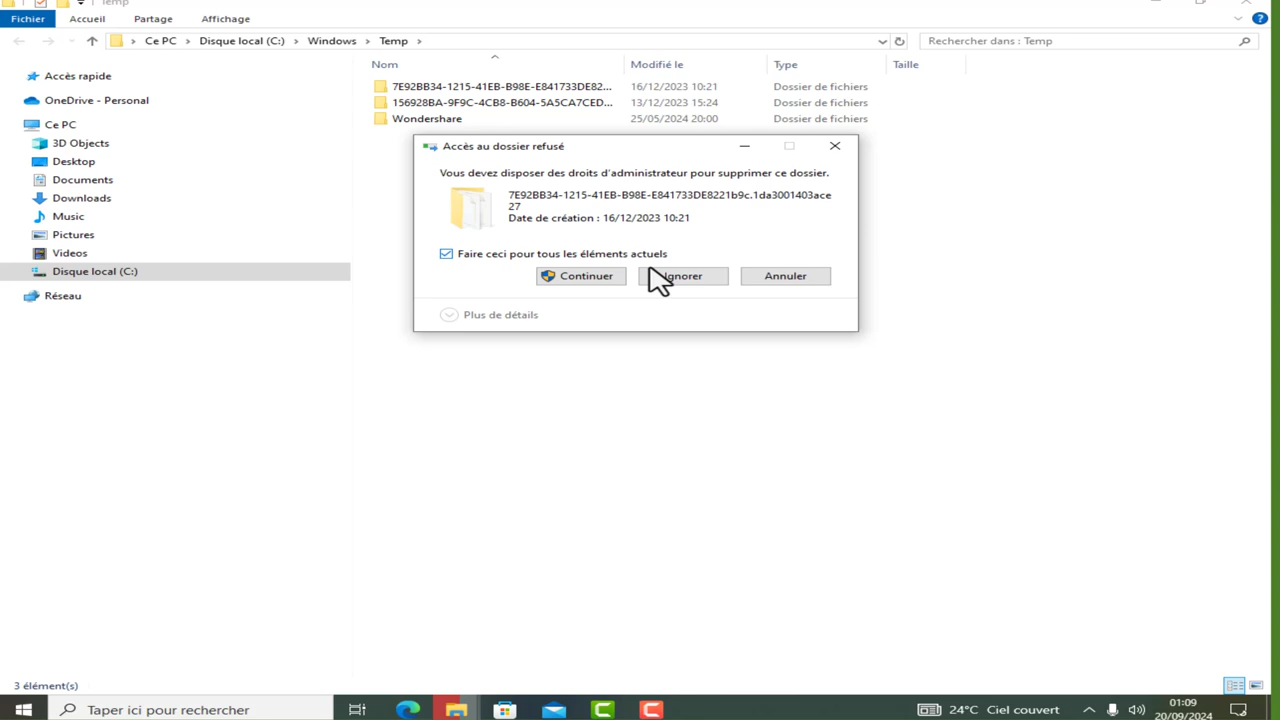 Temp
Fichier Accueil Partage Affichage
Ce PC > Disque local (C:) > Windows > Temp >
Rechercher dans : Temp
Nom Modifié le Type Taille
7E92BB34-1215-41EB-B98E-E841733DE82... 16/12/2023 10:21 Dossier de fichiers
156928BA-9F9C-4CB8-B604-5A5CA7CED... 13/12/2023 15:24 Dossier de fichiers
Wondershare 25/05/2024 20:00 Dossier de fichiers
Accès rapide
OneDrive - Personal
Ce PC
3D Objects
Desktop
Documents
Downloads
Music
Pictures
Videos
Disque local (C:)
Réseau
Accès au dossier refusé
Vous devez disposer des droits d'administrateur pour supprimer ce dossier.
7E92BB34-1215-41EB-B98E-E841733DE8221b9c.1da3001403ace
27
Date de création : 16/12/2023 10:21
Faire ceci pour tous les éléments actuels
Continuer Ignorer Annuler
Plus de détails
3 élément(s)
Taper ici pour rechercher
24°C Ciel couvert
01:09
20/09/2024